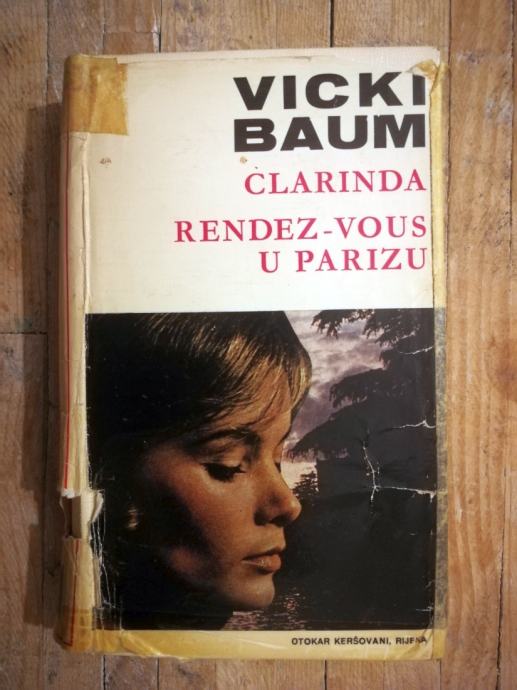 VICKI
BAUM
CLARINDA
RENDEZ-VOUS
U PARIZU
OTOKAR KERŠOVANI, RIJEKA